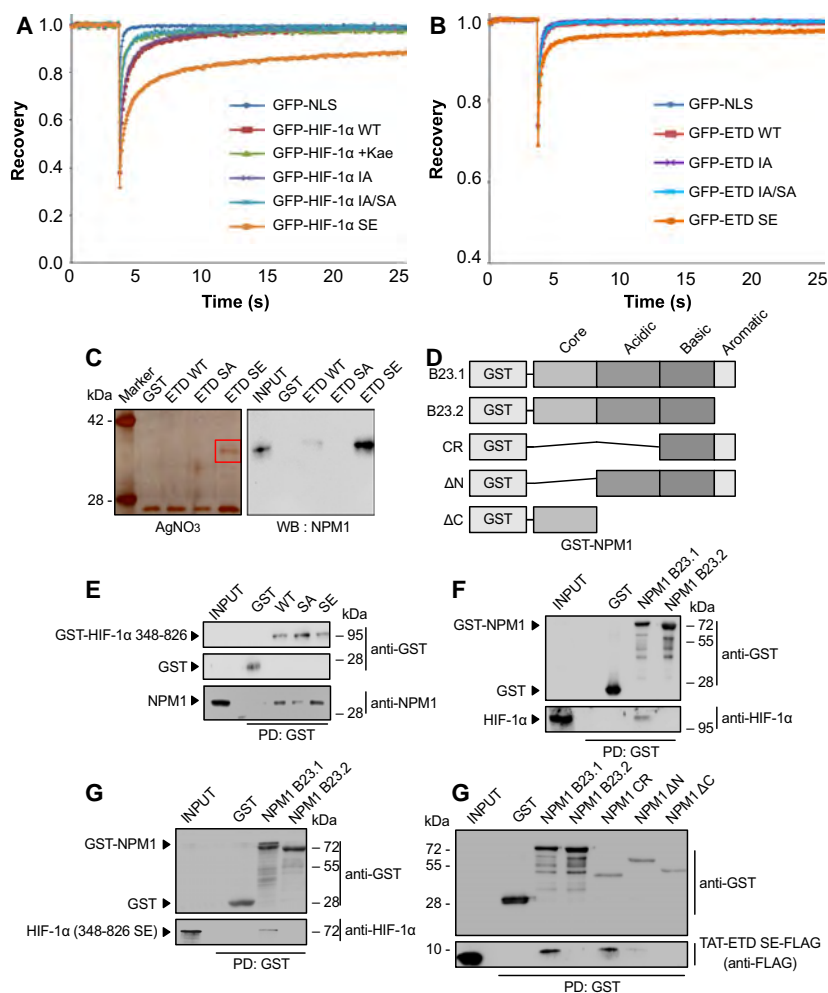 A
1.0
0.8
0.6
0.4
0.2
0.0
Recovery
GFP-NLS
GFP-HIF-1α WT
GFP-HIF-1α +Kae
GFP-HIF-1α IA
GFP-HIF-1α IA/SA
GFP-HIF-1α SE
0 5 10 15 20 25
Time (s)
B
1.0
0.8
0.6
0.4
Recovery
GFP-NLS
GFP-ETD WT
GFP-ETD IA
GFP-ETD IA/SA
GFP-ETD SE
0 5 10 15 20 25
Time (s)
C
kDa
Marker GST ETD WT ETD SA ETD SE
INPUT GST ETD WT ETD SA ETD SE
42 -
28 -
AgNO3
WB : NPM1
D
Core Acidic Basic Aromatic
B23.1 GST
B23.2 GST
CR GST
ΔN GST
ΔC GST
GST-NPM1
E
INPUT GST WT SA SE
kDa
GST-HIF-1α 348-826
– 95
GST
– 28
anti-GST
NPM1
– 28
anti-NPM1
PD: GST
F
INPUT GST NPM1 B23.1 NPM1 B23.2
kDa
GST-NPM1
– 72
– 55
anti-GST
– 28
GST
HIF-1α
– 95
anti-HIF-1α
PD: GST
G
INPUT GST NPM1 B23.1 NPM1 B23.2
kDa
GST-NPM1
– 72
– 55
anti-GST
GST
– 28
HIF-1α (348-826 SE)
– 72
anti-HIF-1α
PD: GST
G
INPUT GST NPM1 B23.1 NPM1 B23.2 NPM1 CR NPM1 ΔN NPM1 ΔC
kDa
72 -
55 -
28 -
anti-GST
10 -
TAT-ETD SE-FLAG
(anti-FLAG)
PD: GST